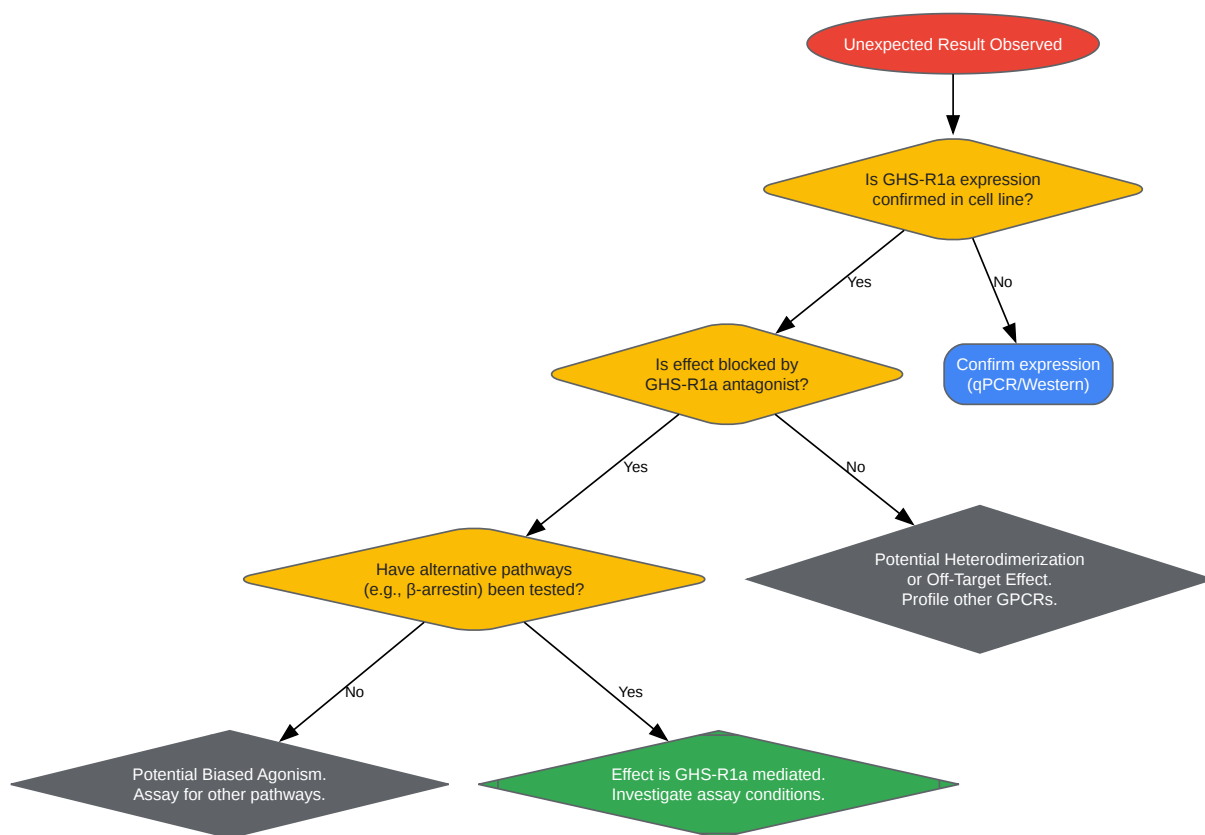 Unexpected Result Observed
Is GHS-R1a expression
confirmed in cell line?
Yes
No
Is effect blocked by
GHS-R1a antagonist?
Confirm expression
(qPCR/Western)
Yes
No
Have alternative pathways
(e.g., β-arrestin) been tested?
Potential Heterodimerization
or Off-Target Effect.
Profile other GPCRs.
No
Yes
Potential Biased Agonism.
Assay for other pathways.
Effect is GHS-R1a mediated.
Investigate assay conditions.